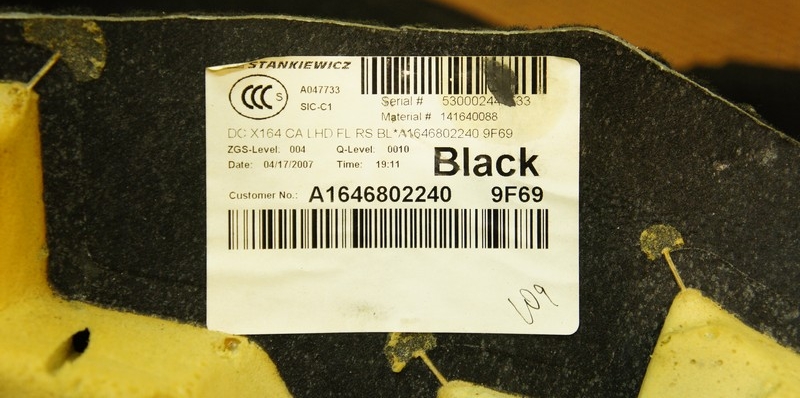 STANKIEWICZ
CCC S
A047733
SIC-C1
Serial #
Material # 141640088
DC X164 CA LHD FL RS BL*A1646802240 9F69
ZGS-Level: 004 Q-Level: 0010
Date: 04/17/2007 Time: 19:11
Black
Customer No.: A1646802240 9F69